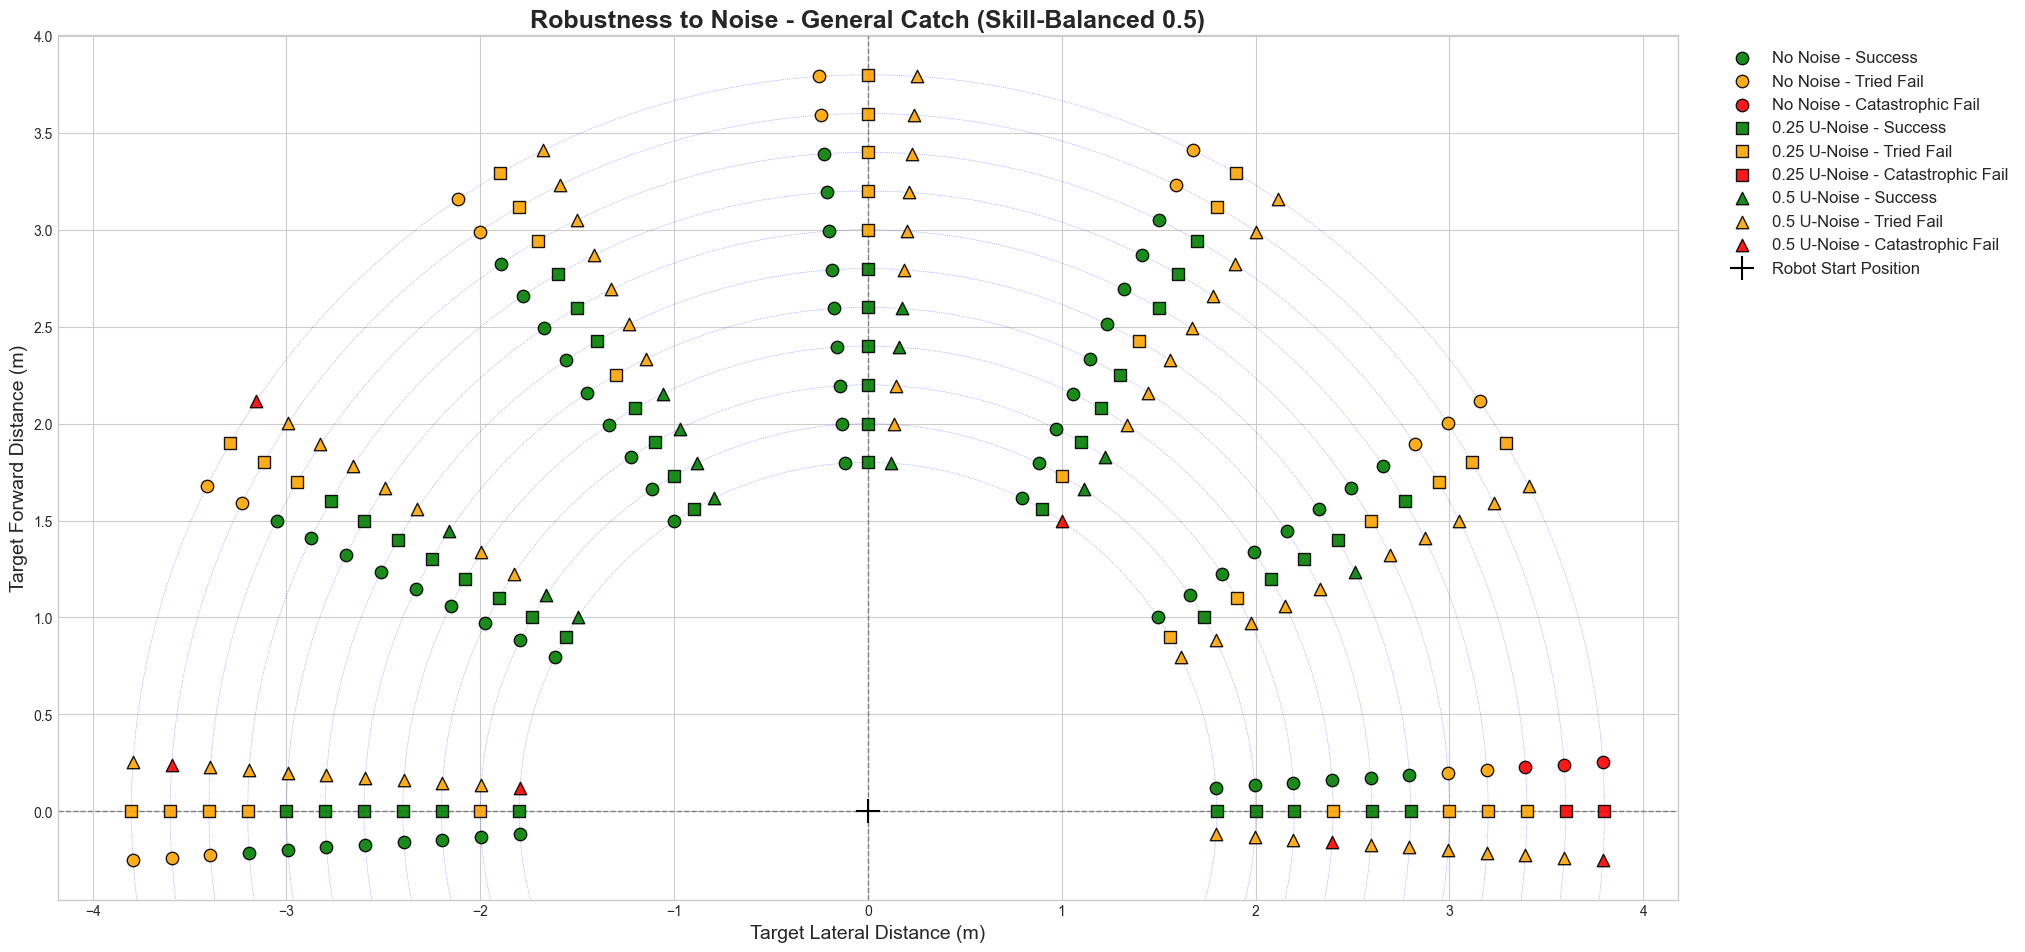 Robustness to Noise - General Catch (Skill-Balanced 0.5)
4.0
3.5
3.0
2.5
2.0
1.5
1.0
0.5
0.0
Target Forward Distance (m)
−4
−3
−2
−1
0
1
2
3
4
Target Lateral Distance (m)
No Noise - Success
No Noise - Tried Fail
No Noise - Catastrophic Fail
0.25 U-Noise - Success
0.25 U-Noise - Tried Fail
0.25 U-Noise - Catastrophic Fail
0.5 U-Noise - Success
0.5 U-Noise - Tried Fail
0.5 U-Noise - Catastrophic Fail
Robot Start Position